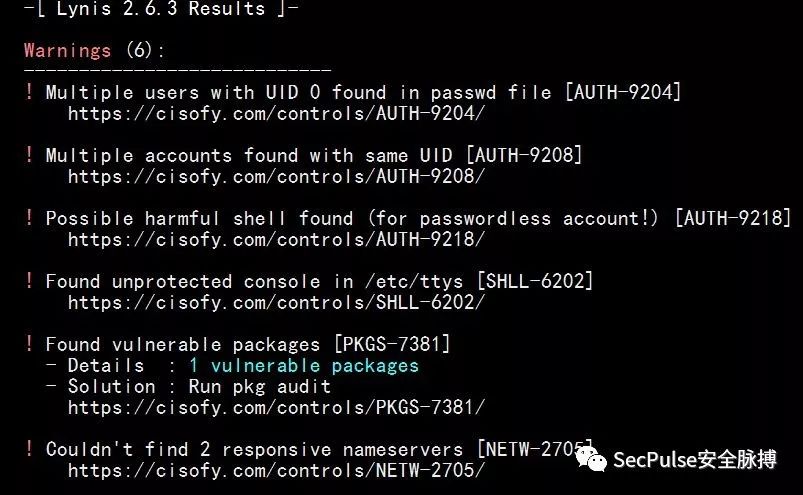 -[ Lynis 2.6.3 Results ]-
Warnings (6):
----------------------------
! Multiple users with UID 0 found in passwd file [AUTH-9204]
https://cisofy.com/controls/AUTH-9204/
! Multiple accounts found with same UID [AUTH-9208]
https://cisofy.com/controls/AUTH-9208/
! Possible harmful shell found (for passwordless account!) [AUTH-9218]
https://cisofy.com/controls/AUTH-9218/
! Found unprotected console in /etc/ttys [SHLL-6202]
https://cisofy.com/controls/SHLL-6202/
! Found vulnerable packages [PKGS-7381]
- Details  : 1 vulnerable packages
- Solution : Run pkg audit
https://cisofy.com/controls/PKGS-7381/
! Couldn't find 2 responsive nameservers [NETW-2705]
https://cisofy.com/controls/NETW-2705/
SecPulse安全脉搏